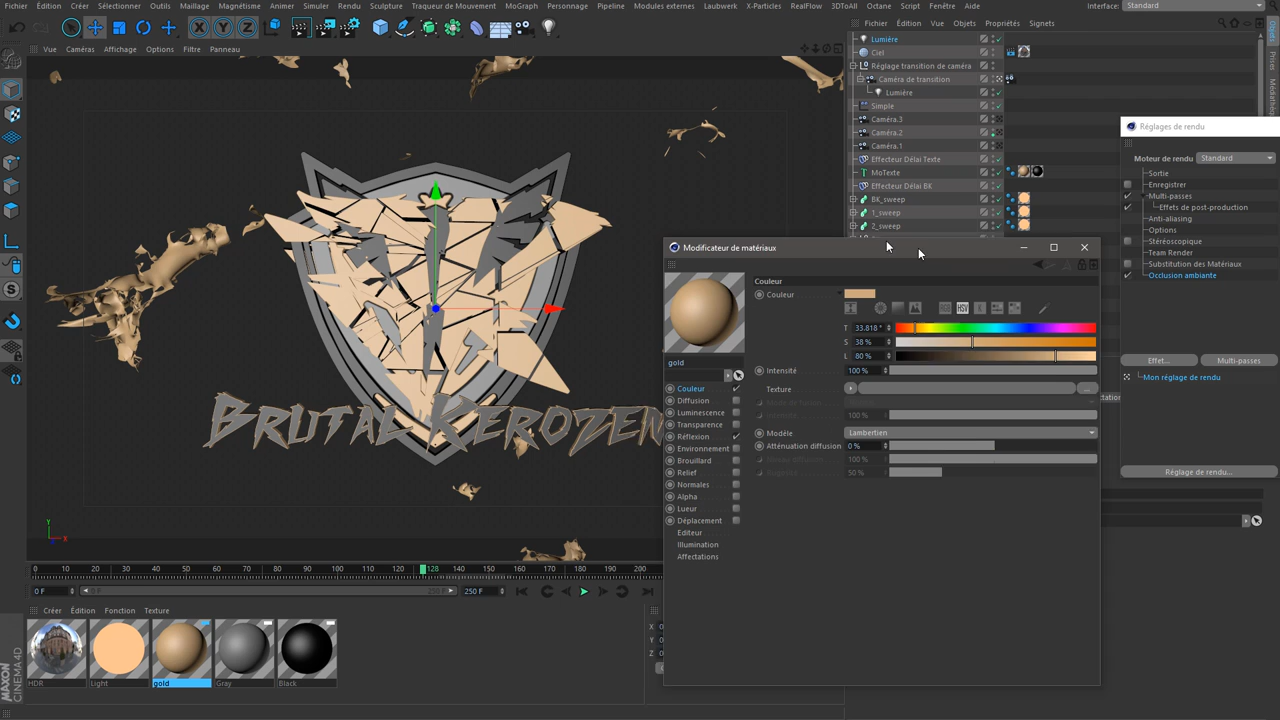 Fichier Édition Créer Sélectionner Outils Maillage Magnétisme Animer Simuler Rendu Sculpture Traqueur de Mouvement MoGraph Personnage Pipeline Modules externes Laubwerk X-Particles RealFlow 3DToAll Octane Script Fenêtre Aide Interface: Standard
Fichier Édition Vue Objets Propriétés Signets
Vue Caméras Affichage Options Filtre Panneau
Objets
Prises
Lumière
Ciel
Réglage transition de caméra
Caméra de transition
Lumière
Simple
Caméra.3
Caméra.2
Caméra.1
Effecteur Délai Texte
MoTexte
Effecteur Délai BK
BK_sweep
1_sweep
2_sweep
Réglages de rendu
Moteur de rendu Standard
Sortie
Enregistrer
Multi-passes
Effets de post-production
Anti-aliasing
Options
Stéréoscopique
Team Render
Substitution des Matériaux
Occlusion ambiante
Effet... Multi-passes
Mon réglage de rendu
Réglage de rendu...
Modificateur de matériaux
Couleur
Couleur
HSV
T 33.818 °
S 38 %
L 80 %
gold
Intensité 100 %
Texture ...
100 %
Modèle Lambertien
Atténuation diffusion 0 %
100 %
50 %
Couleur
Diffusion
Luminescence
Transparence
Réflexion
Environnement
Brouillard
Relief
Normales
Alpha
Lueur
Déplacement
Editeur
Illumination
Affectations
Brutal Kerozen
Y
X
0 10 20 30 40 50 60 70 80 90 100 110 120 128 140 150 160 170 180 190 200
0 F 0 F 250 F 250 F
Créer Édition Fonction Texture
HDR Light gold Gray Black
X
Y
Z
MAXON
CINEMA 4D